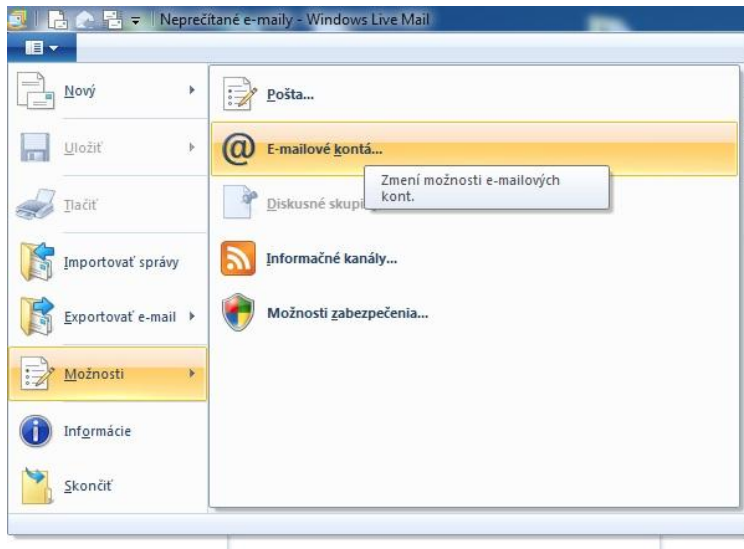 Neprečítané e-maily - Windows Live Mail
Nový
Uložiť
Tlačiť
Importovať správy
Exportovať e-mail
Možnosti
Informácie
Skončiť
Pošta...
E-mailové kontá...
Zmení možnosti e-mailových
kont.
Diskusné
Informačné kanály...
Možnosti zabezpečenia...